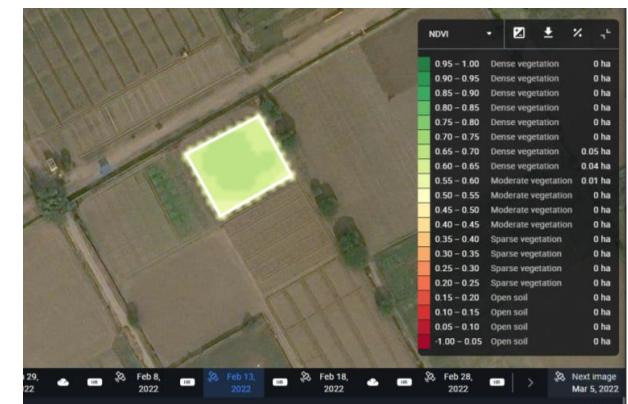 NDVI
0.95 – 1.00 Dense vegetation 0 ha
0.90 – 0.95 Dense vegetation 0 ha
0.85 – 0.90 Dense vegetation 0 ha
0.80 – 0.85 Dense vegetation 0 ha
0.75 – 0.80 Dense vegetation 0 ha
0.70 – 0.75 Dense vegetation 0 ha
0.65 – 0.70 Dense vegetation 0.05 ha
0.60 – 0.65 Dense vegetation 0.04 ha
0.55 – 0.60 Moderate vegetation 0.01 ha
0.50 – 0.55 Moderate vegetation 0 ha
0.45 – 0.50 Moderate vegetation 0 ha
0.40 – 0.45 Moderate vegetation 0 ha
0.35 – 0.40 Sparse vegetation 0 ha
0.30 – 0.35 Sparse vegetation 0 ha
0.25 – 0.30 Sparse vegetation 0 ha
0.20 – 0.25 Sparse vegetation 0 ha
0.15 – 0.20 Open soil 0 ha
0.10 – 0.15 Open soil 0 ha
0.05 – 0.10 Open soil 0 ha
-1.00 – 0.05 Open soil 0 ha
29, Feb 8, Feb 13, Feb 18, Feb 28, Next image
22 2022 2022 2022 2022 Mar 5, 2022